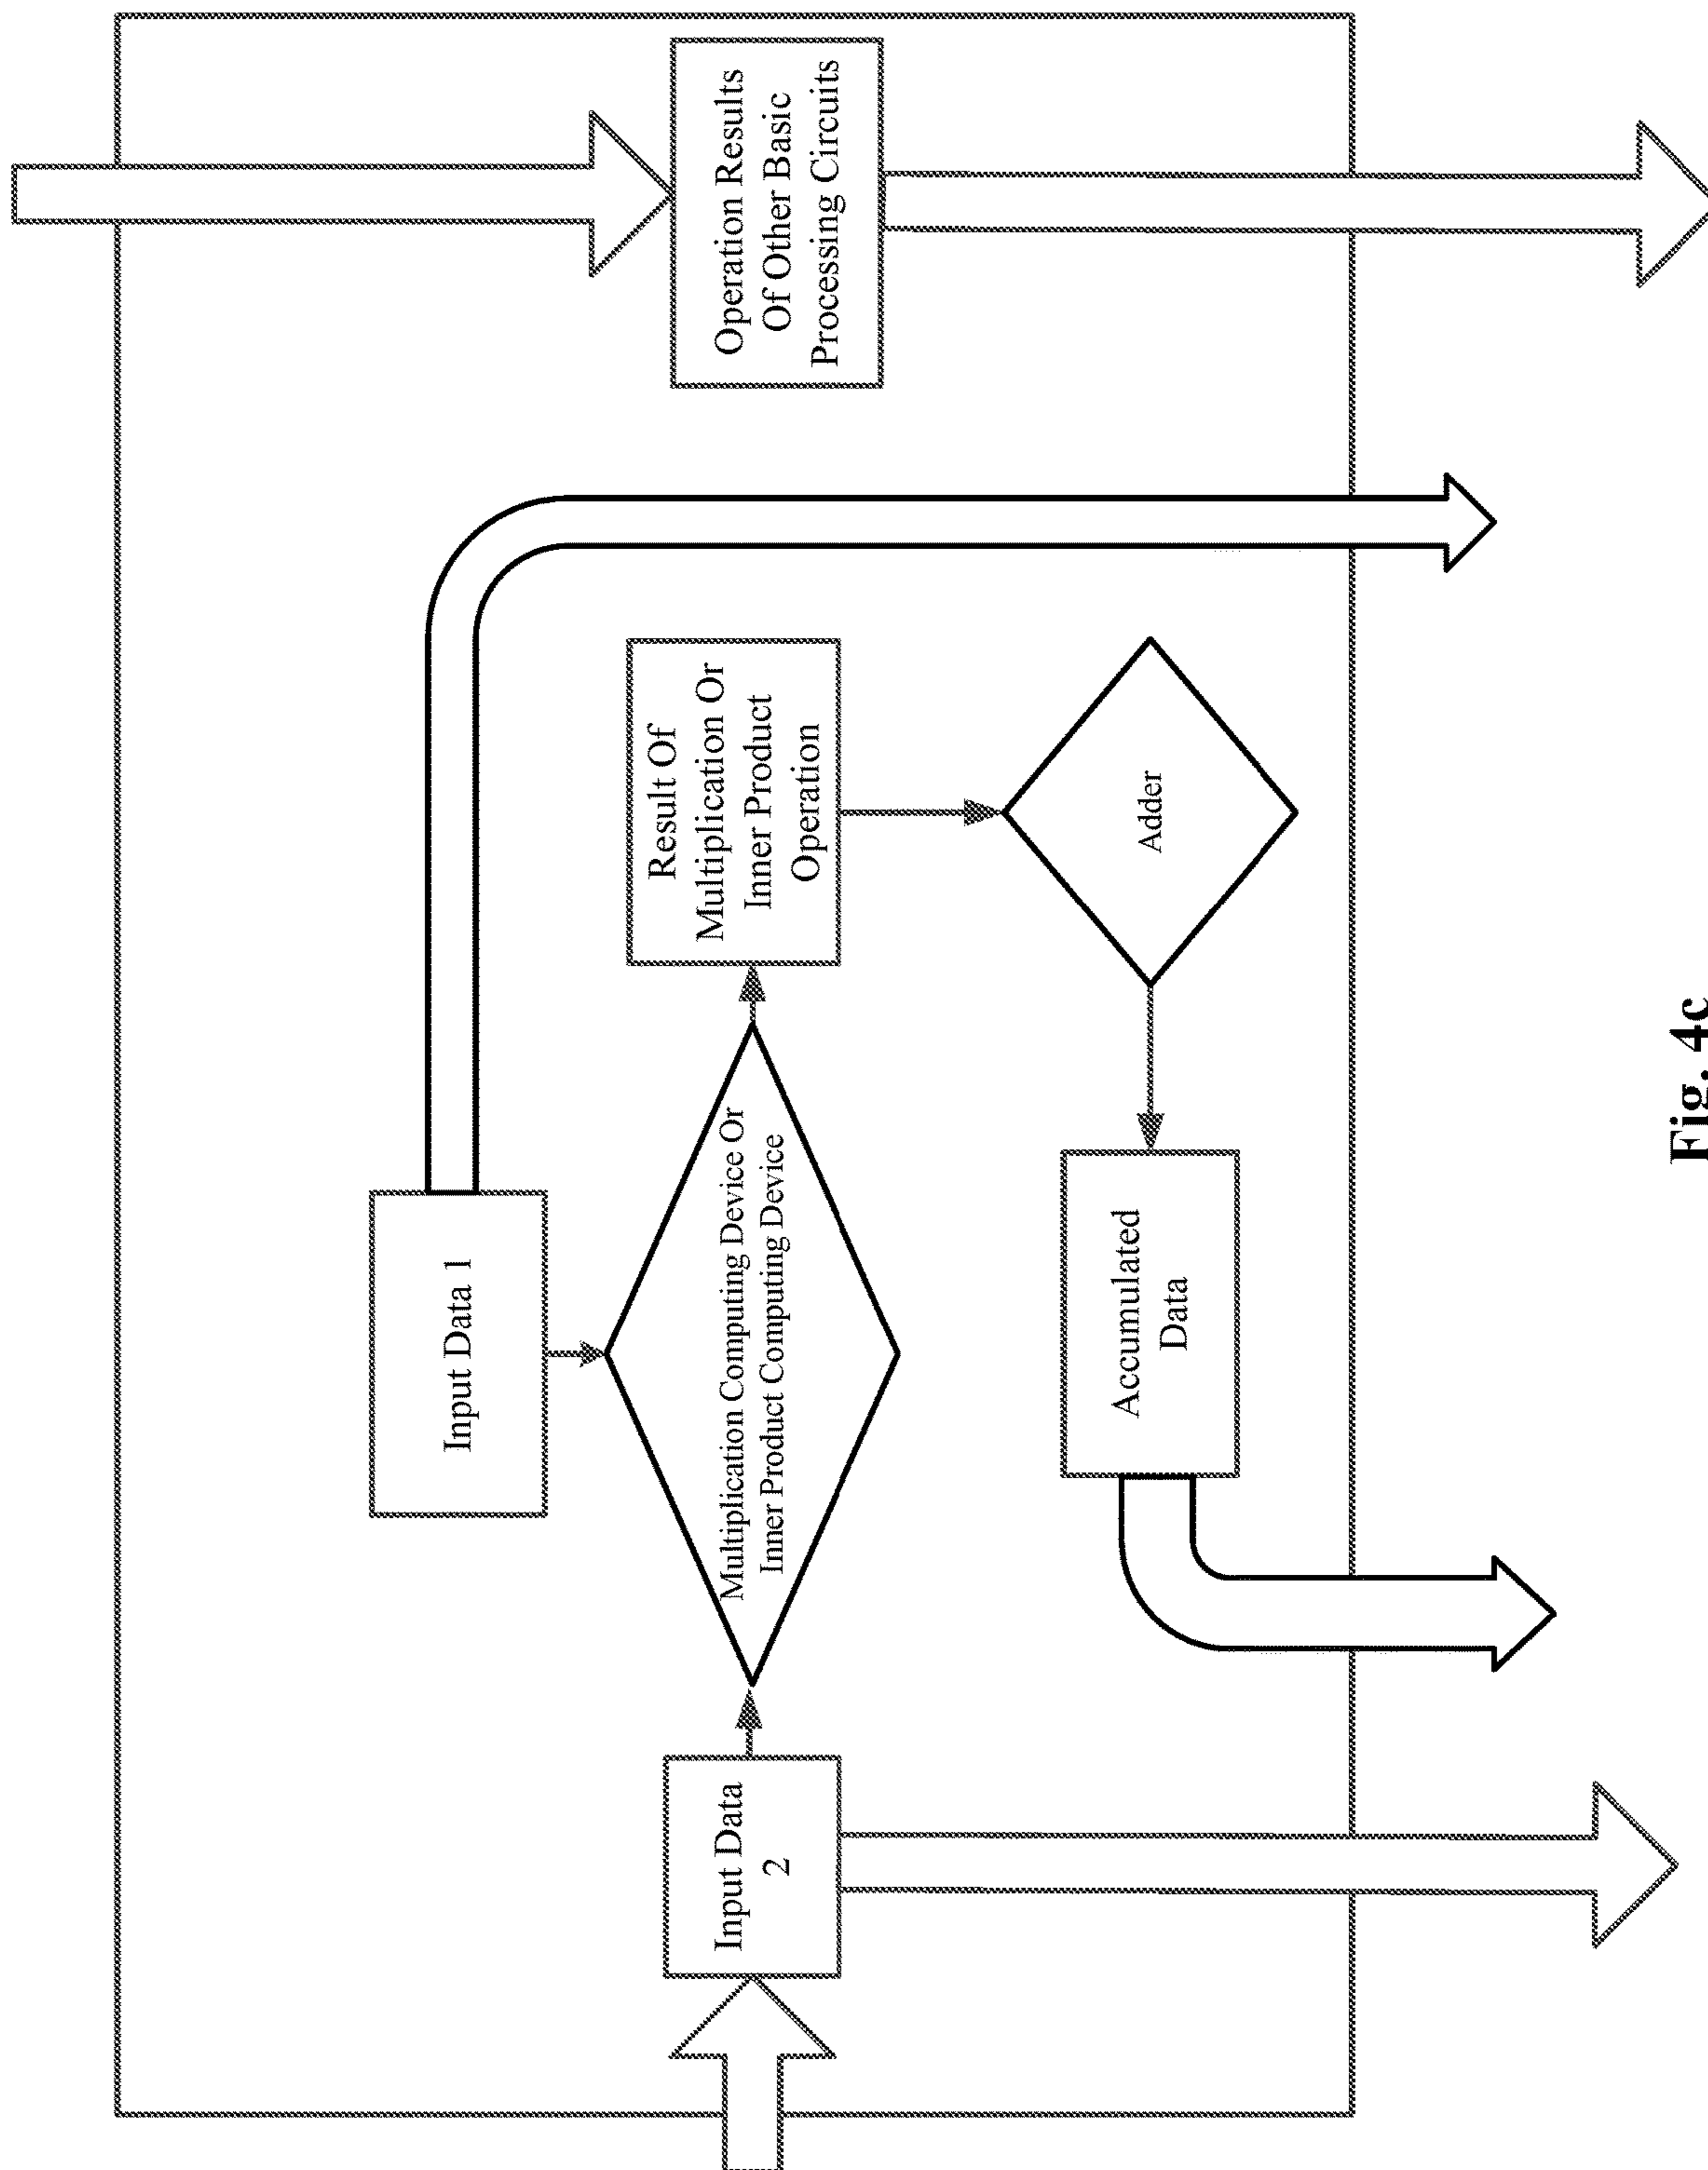 Input Data
2
Input Data 1
Multiplication Computing Device Or
Inner Product Computing Device
Result Of
Multiplication Or
Inner Product
Operation
Adder
Accumulated
Data
Operation Results
Of Other Basic
Processing Circuits
Fig. 4c